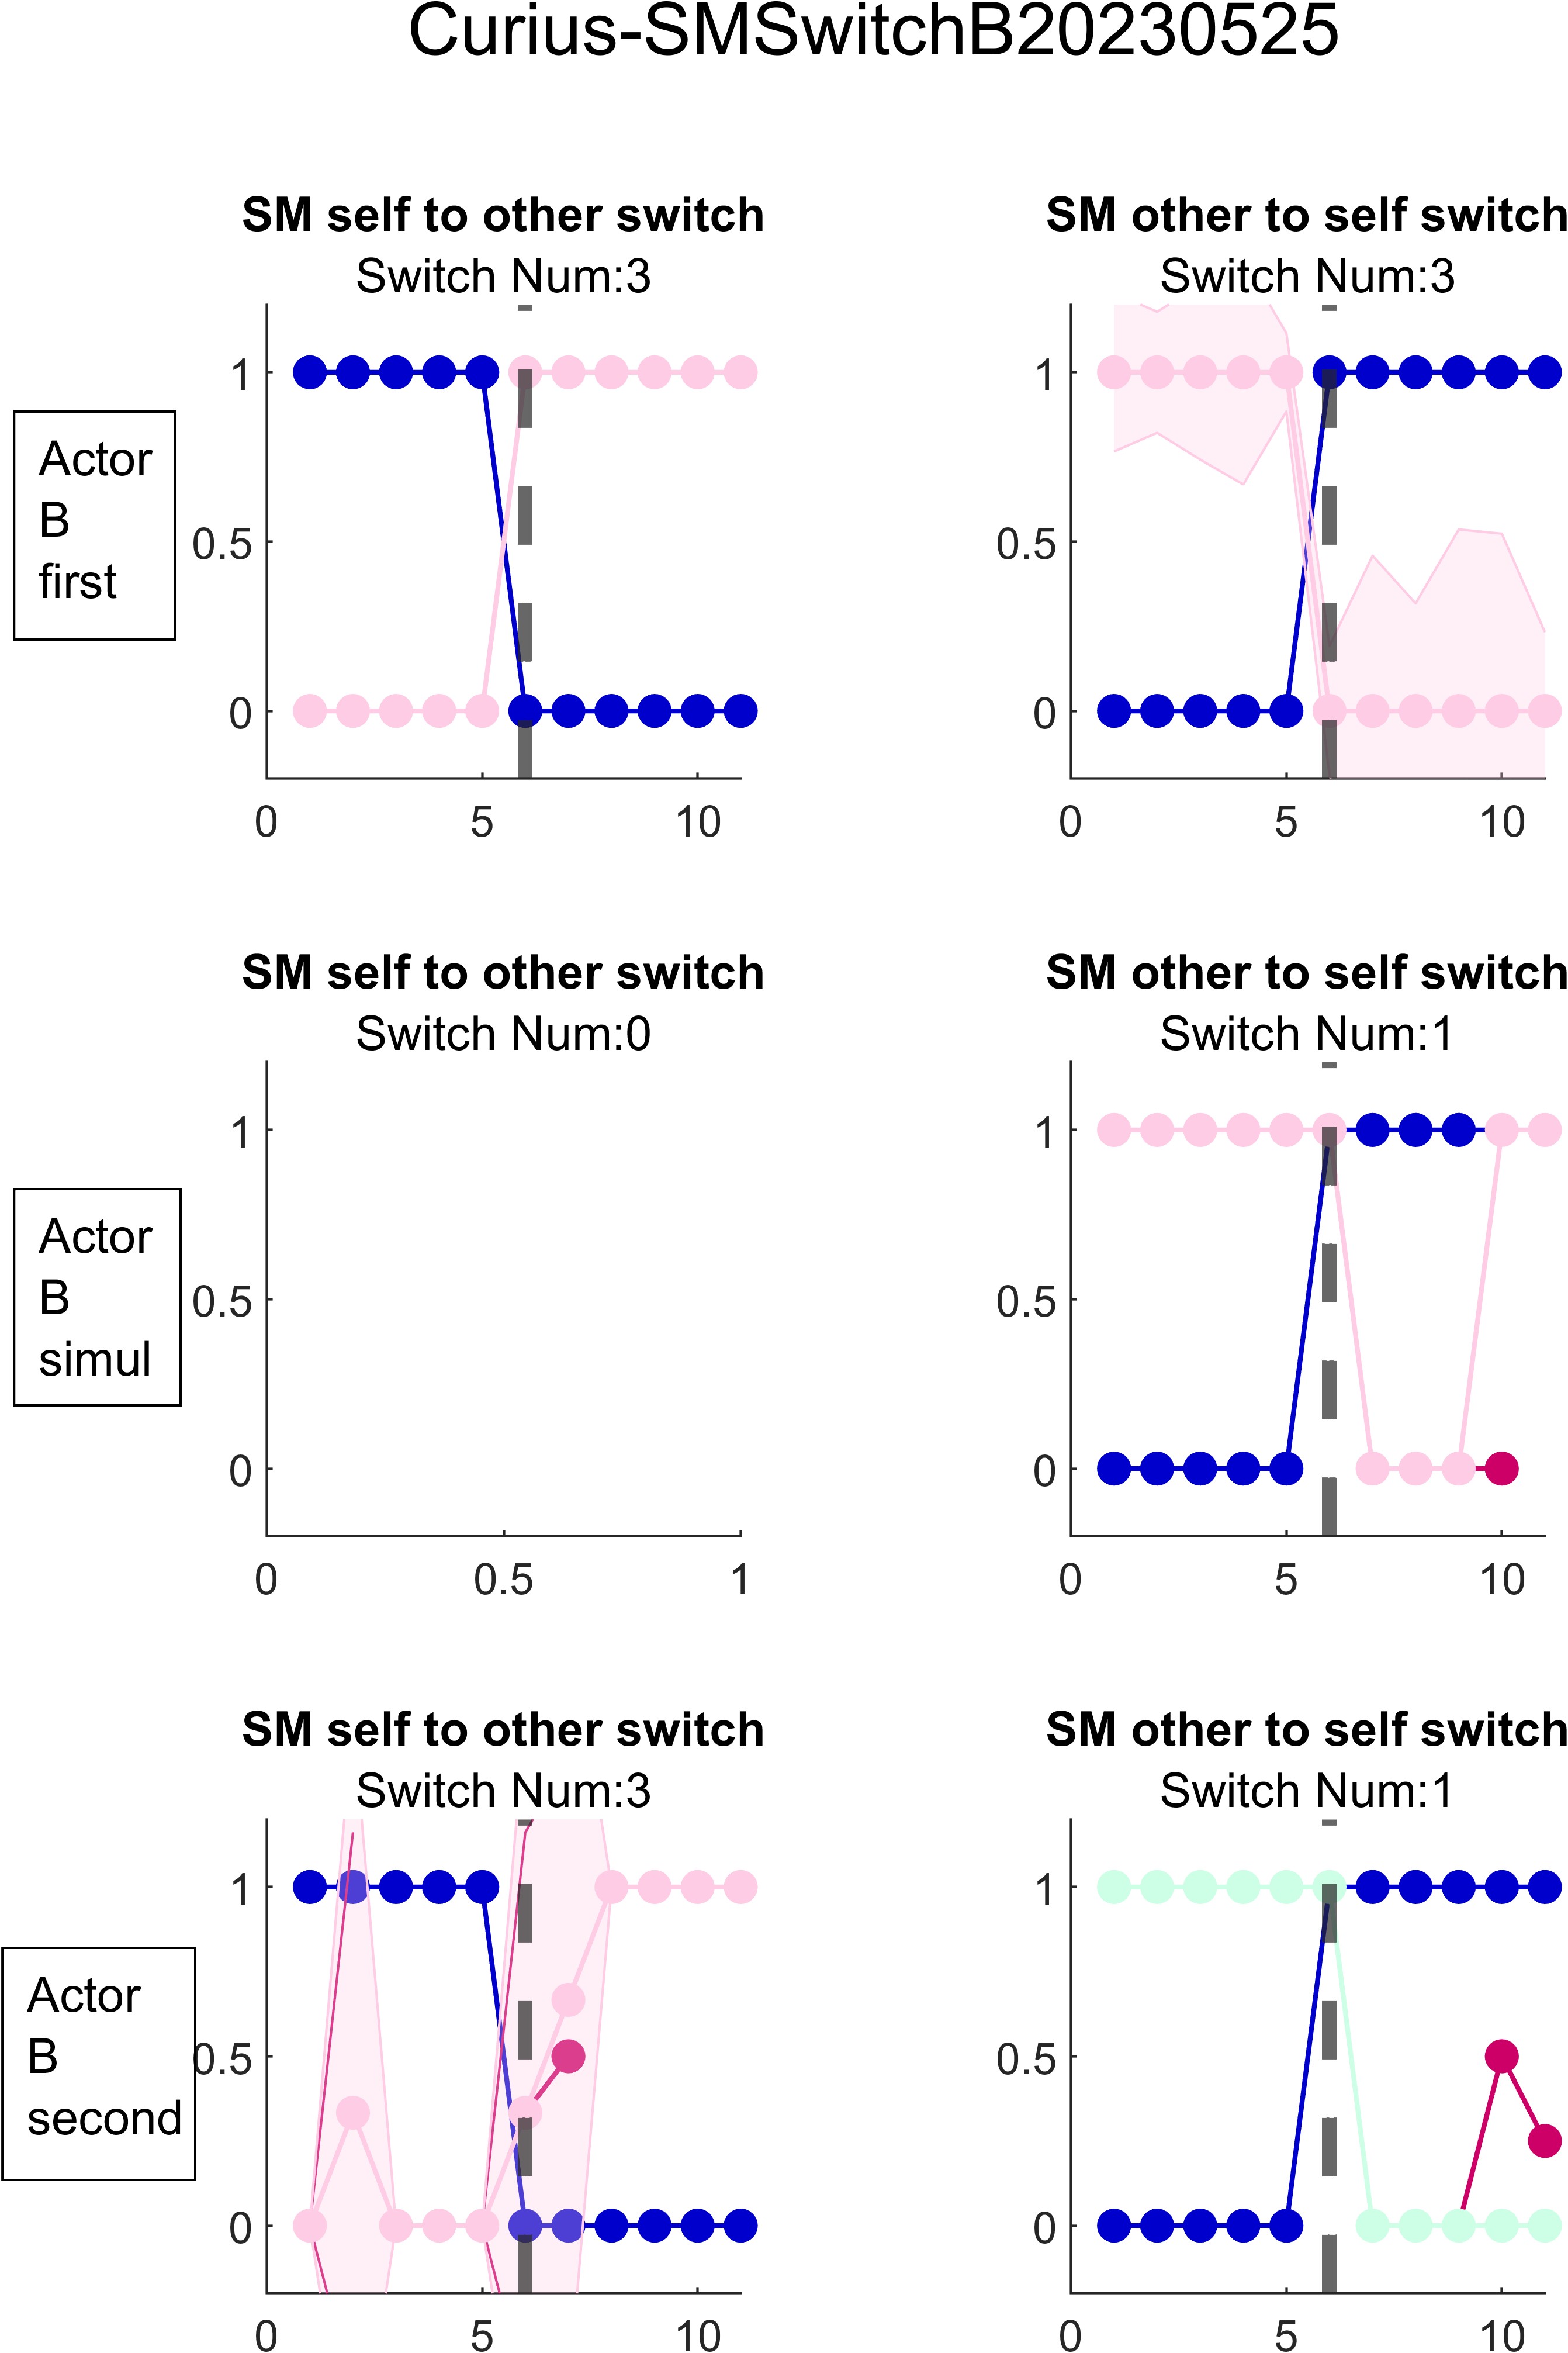 Curius-SMSwitchB20230525
SM self to other switch
Switch Num:3
1
0.5
0
0 5 10
SM other to self switch
Switch Num:3
1
0.5
0
0 5 10
Actor
B
first
SM self to other switch
Switch Num:0
1
0.5
0
0 0.5 1
SM other to self switch
Switch Num:1
1
0.5
0
0 5 10
Actor
B
simul
SM self to other switch
Switch Num:3
1
0.5
0
0 5 10
SM other to self switch
Switch Num:1
1
0.5
0
0 5 10
Actor
B
second